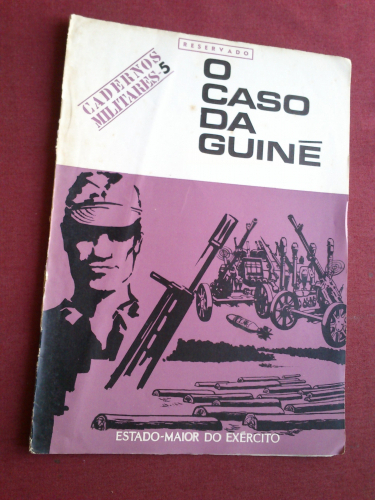 RESERVADO
CADERNOS
MILITARES 5
O
CASO
DA
GUINÉ
ESTADO-MAIOR DO EXÉRCITO